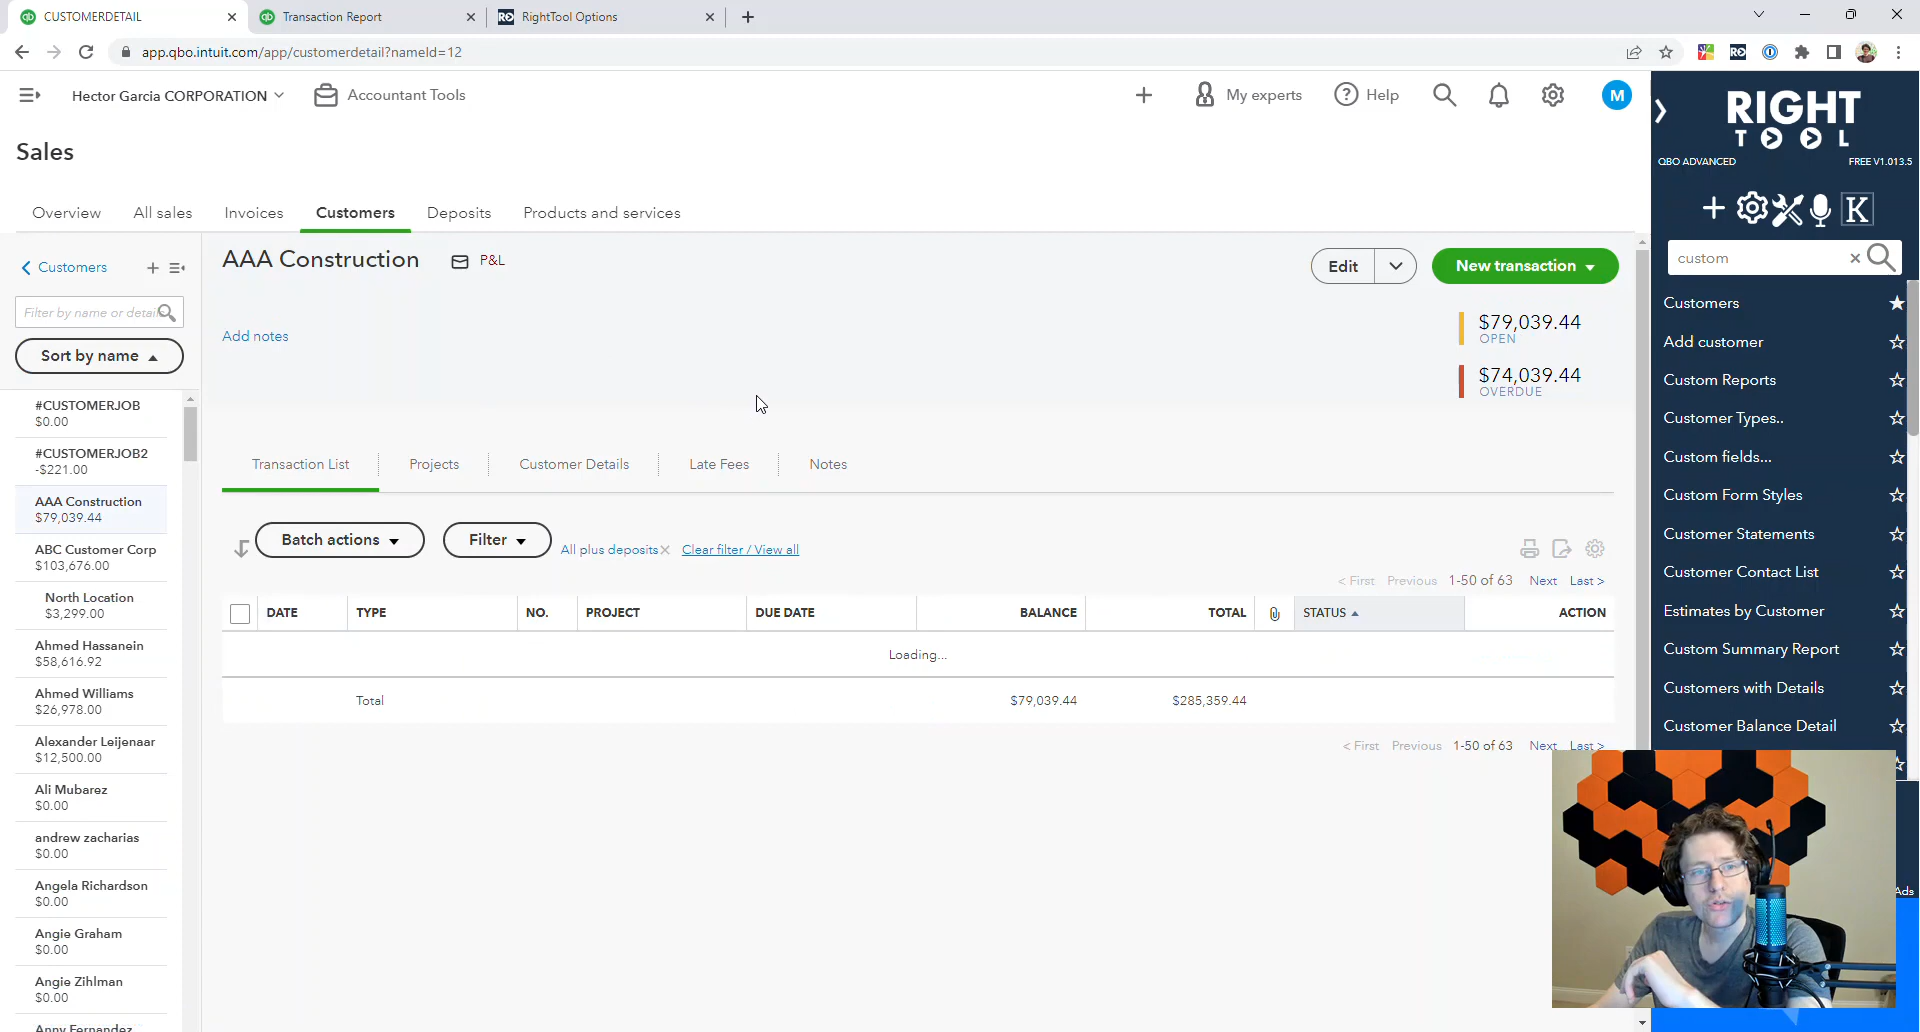 CUSTOMERDETAIL
Transaction Report
RightTool Options
app.qbo.intuit.com/app/customerdetail?nameId=12
Hector Garcia CORPORATION
Accountant Tools
My experts
Help
M
Sales
Overview
All sales
Invoices
Customers
Deposits
Products and services
Customers
Filter by name or details
Sort by name
#CUSTOMERJOB
$0.00
#CUSTOMERJOB2
-$221.00
AAA Construction
$79,039.44
ABC Customer Corp
$103,676.00
North Location
$3,299.00
Ahmed Hassanein
$58,616.92
Ahmed Williams
$26,978.00
Alexander Leijenaar
$12,500.00
Ali Mubarez
$0.00
andrew zacharias
$0.00
Angela Richardson
$0.00
Angie Graham
$0.00
Angie Zihlman
$0.00
Anny Fernandez
AAA Construction
P&L
Edit
New transaction
Add notes
$79,039.44
OPEN
$74,039.44
OVERDUE
Transaction List
Projects
Customer Details
Late Fees
Notes
Batch actions
Filter
All plus deposits
Clear filter / View all
< First Previous 1-50 of 63 Next Last >
DATE TYPE NO. PROJECT DUE DATE BALANCE TOTAL STATUS ACTION
Loading...
Total $79,039.44 $285,359.44
< First Previous 1-50 of 63 Next Last >
RIGHT
TOOL
QBO ADVANCED
FREE V1.013.5
K
custom
Customers
Add customer
Custom Reports
Customer Types..
Custom fields...
Custom Form Styles
Customer Statements
Customer Contact List
Estimates by Customer
Custom Summary Report
Customers with Details
Customer Balance Detail
Ads